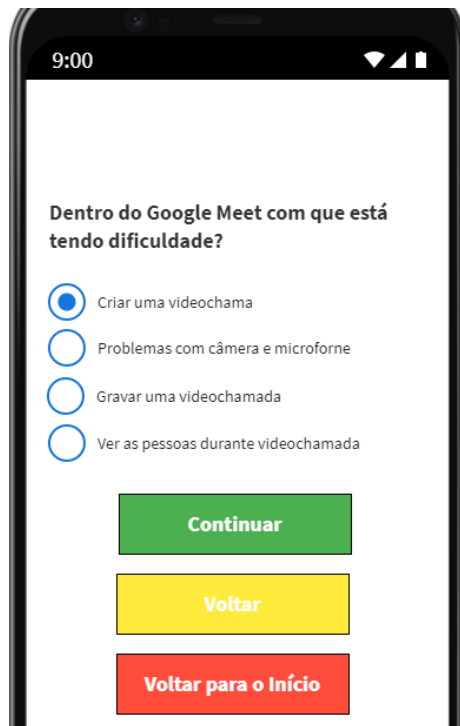 9:00
Dentro do Google Meet com que está
tendo dificuldade?
Criar uma videochama
Problemas com câmera e microforne
Gravar uma videochamada
Ver as pessoas durante videochamada
Continuar
Voltar
Voltar para o Início